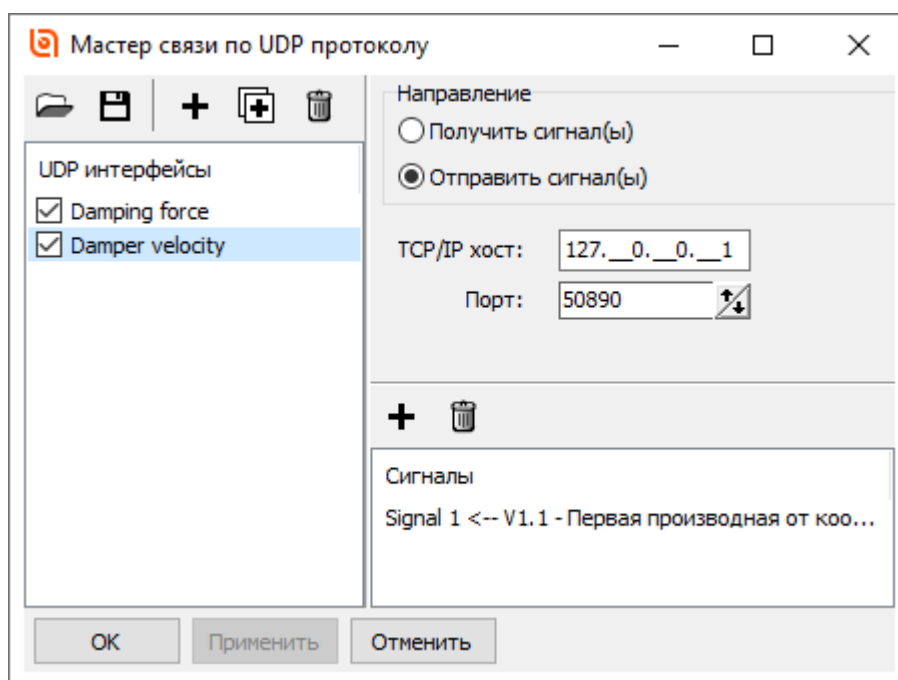 Мастер связи по UDP протоколу
UDP интерфейсы
Damping force
Damper velocity
Направление
Получить сигнал(ы)
Отправить сигнал(ы)
TCP/IP хост: 127.__0.__0.__1
Порт: 50890
Сигналы
Signal 1 <-- V1.1 - Первая производная от коо...
OK Применить Отменить